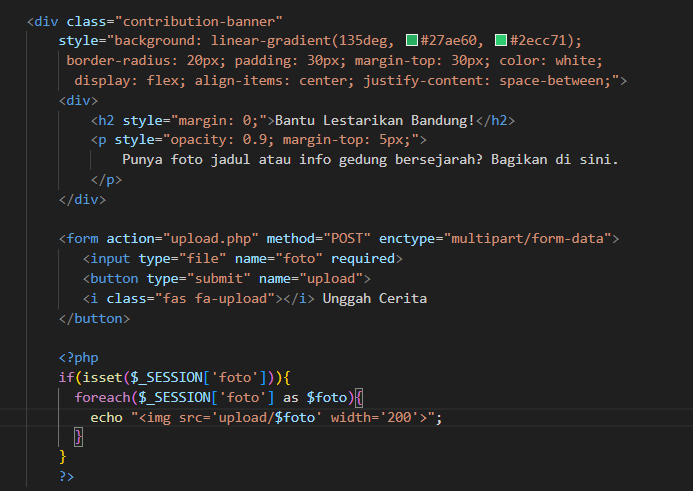 <div class="contribution-banner"
style="background: linear-gradient(135deg, #27ae60, #2ecc71);
border-radius: 20px; padding: 30px; margin-top: 30px; color: white;
display: flex; align-items: center; justify-content: space-between;">
<div>
<h2 style="margin: 0;">Bantu Lestarikan Bandung!</h2>
<p style="opacity: 0.9; margin-top: 5px;">
Punya foto jadul atau info gedung bersejarah? Bagikan di sini.
</p>
</div>
<form action="upload.php" method="POST" enctype="multipart/form-data">
<input type="file" name="foto" required>
<button type="submit" name="upload">
<i class="fas fa-upload"></i> Unggah Cerita
</button>
<?php
if(isset($_SESSION['foto'])){
foreach($_SESSION['foto'] as $foto){
echo "<img src='upload/$foto' width='200'>";
}
}
?>